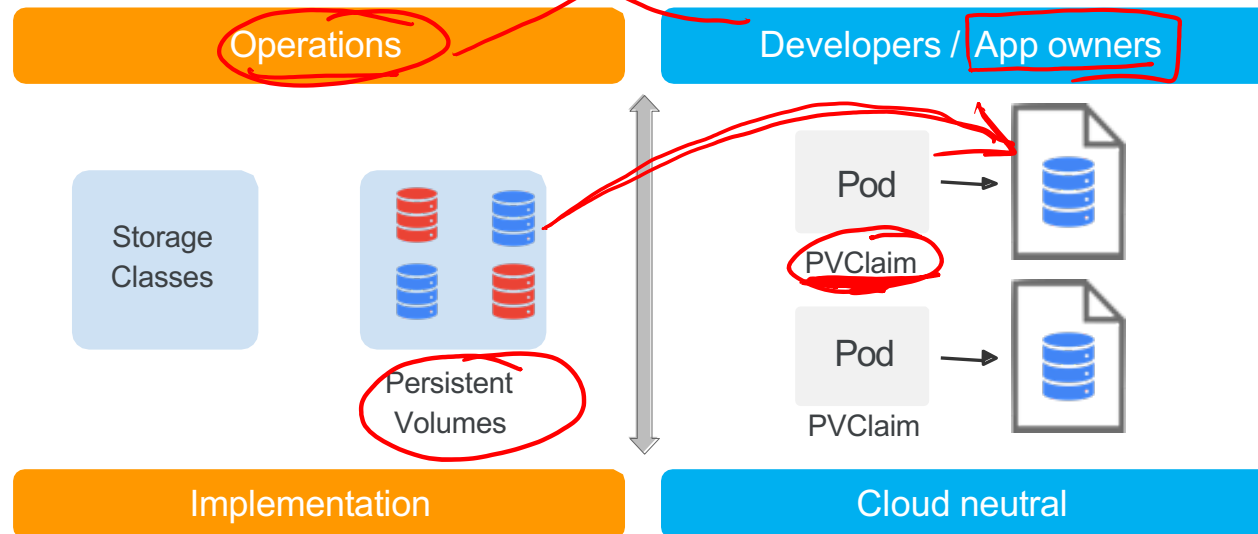 Operations
Developers / App owners
Storage
Classes
Persistent
Volumes
Pod
PVClaim
Pod
PVClaim
Implementation
Cloud neutral